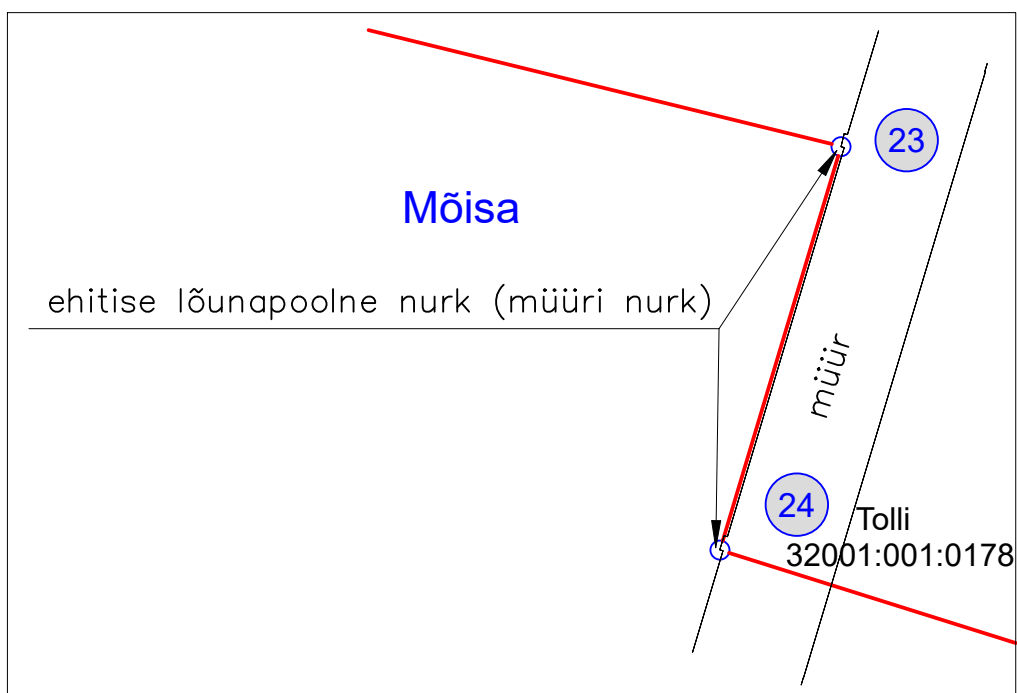 23
Mõisa
ehitise lõunapoolne nurk (müüri nurk)
müür
24
Tolli
32001:001:0178